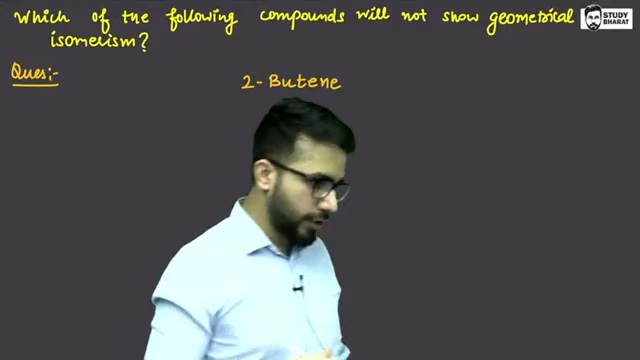 Which of the following compounds will not show geometrical
isomerism?
STUDY
BHARAT
Ques:-
2-Butene